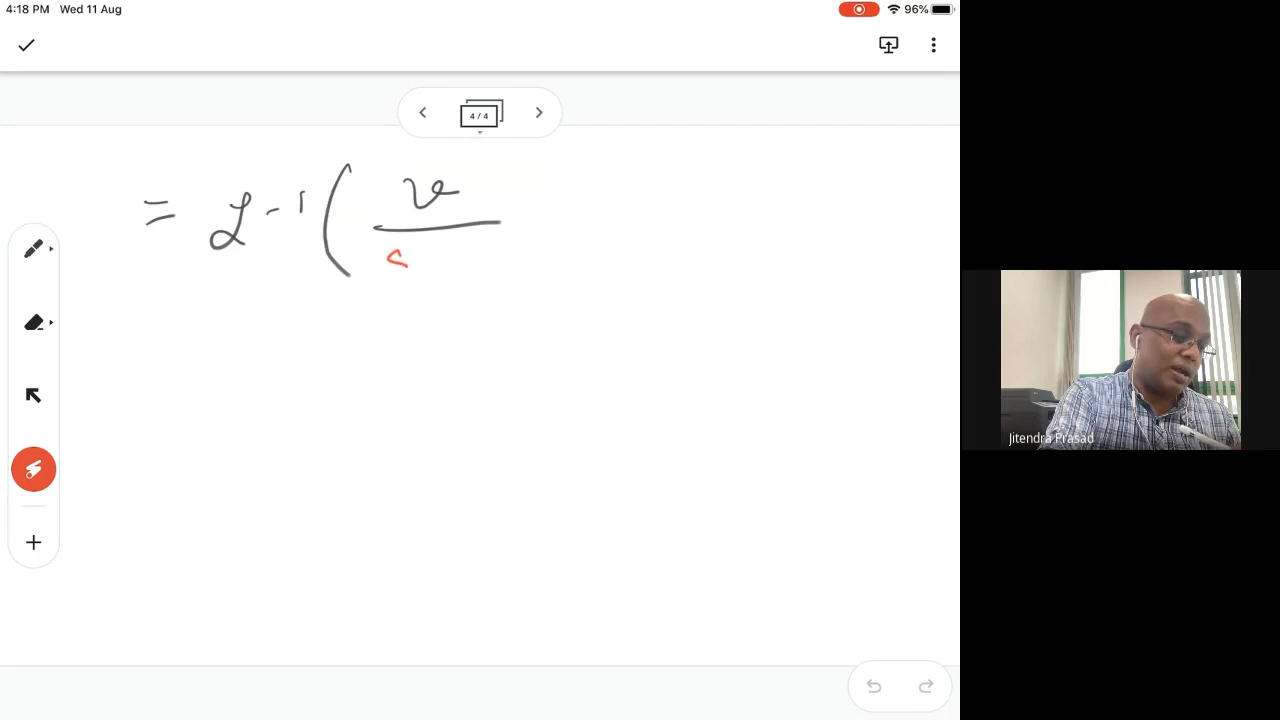 4:18 PM Wed 11 Aug
96%
4 / 4
= ℒ-1 ( v
Jitendra Prasad